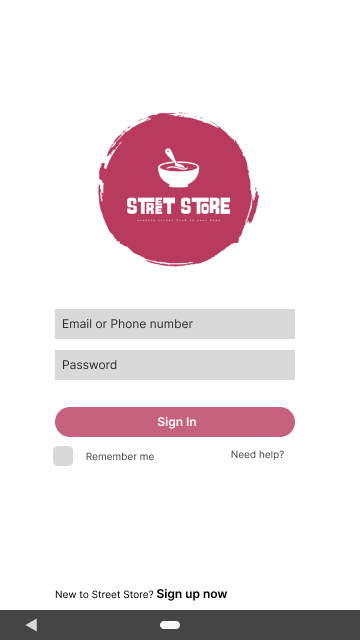 STREET STORE
Email or Phone number
Password
Sign In
Remember me
Need help?
New to Street Store? Sign up now